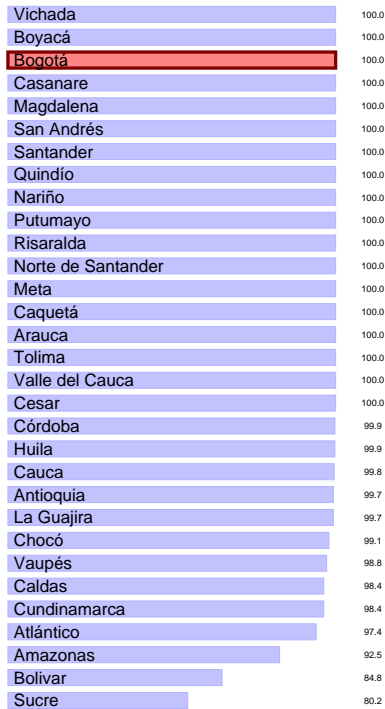 Vichada 100.0
Boyacá 100.0
Bogotá 100.0
Casanare 100.0
Magdalena 100.0
San Andrés 100.0
Santander 100.0
Quindío 100.0
Nariño 100.0
Putumayo 100.0
Risaralda 100.0
Norte de Santander 100.0
Meta 100.0
Caquetá 100.0
Arauca 100.0
Tolima 100.0
Valle del Cauca 100.0
Cesar 100.0
Córdoba 99.9
Huila 99.9
Cauca 99.8
Antioquia 99.7
La Guajira 99.7
Chocó 99.1
Vaupés 98.8
Caldas 98.4
Cundinamarca 98.4
Atlántico 97.4
Amazonas 92.5
Bolivar 84.8
Sucre 80.2